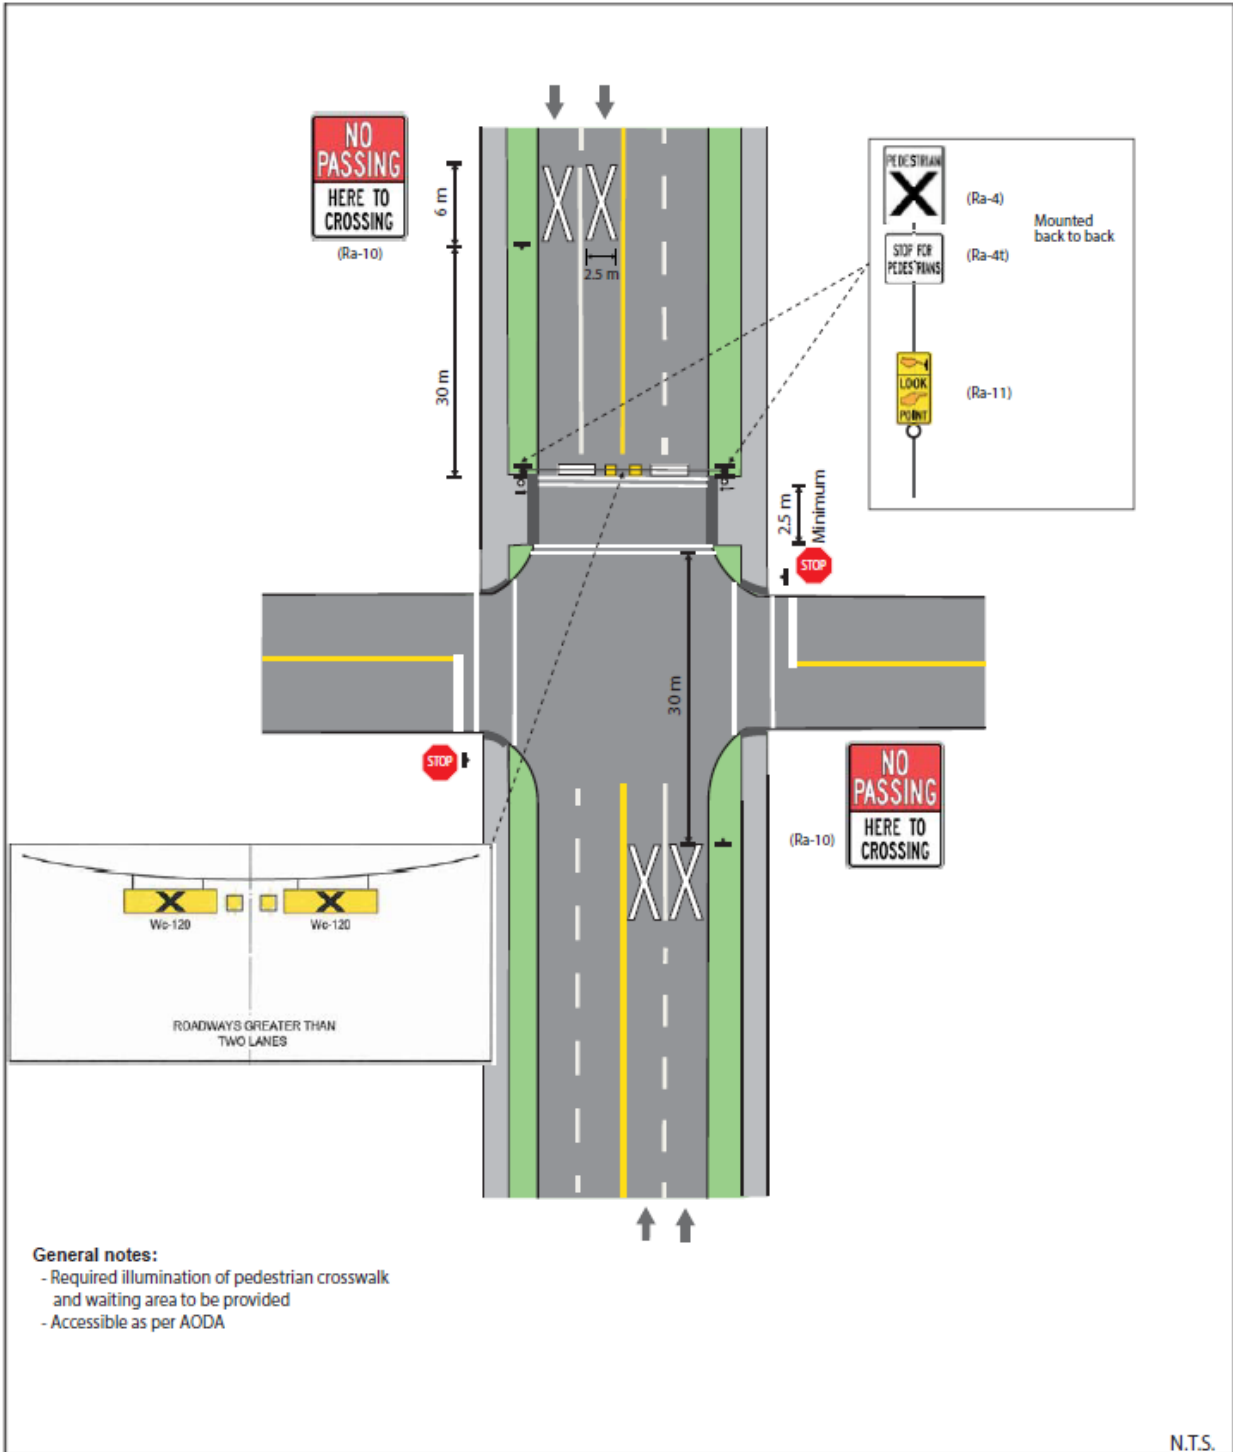 NO
PASSING
HERE TO
CROSSING
(Ra-10)
6 m
2.5 m
30 m
PEDESTRIAN
X
(Ra-4)
Mounted
back to back
STOP FOR
PEDESTRIANS
(Ra-4t)
LOOK
POINT
(Ra-11)
2.5 m
Minimum
STOP
30 m
STOP
NO
PASSING
HERE TO
CROSSING
(Ra-10)
X X
Wc-120 Wc-120
ROADWAYS GREATER THAN
TWO LANES
General notes:
- Required illumination of pedestrian crosswalk
and waiting area to be provided
- Accessible as per AODA
N.T.S.